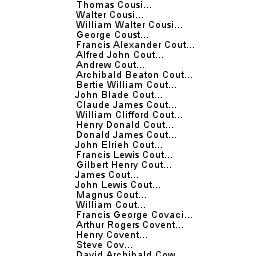 Thomas Cousi...
Walter Cousi...
William Walter Cousi...
George Coust...
Francis Alexander Cout...
Alfred John Cout...
Andrew Cout...
Archibald Beaton Cout...
Bertie William Cout...
John Blade Cout...
Claude James Cout...
William Clifford Cout...
Henry Donald Cout...
Donald James Cout...
John Elrieh Cout...
Francis Lewis Cout...
Gilbert Henry Cout...
James Cout...
John Lewis Cout...
Magnus Cout...
William Cout...
Francis George Covaci...
Arthur Rogers Covent...
Henry Covent...
Steve Cov...
David Archibald Cow